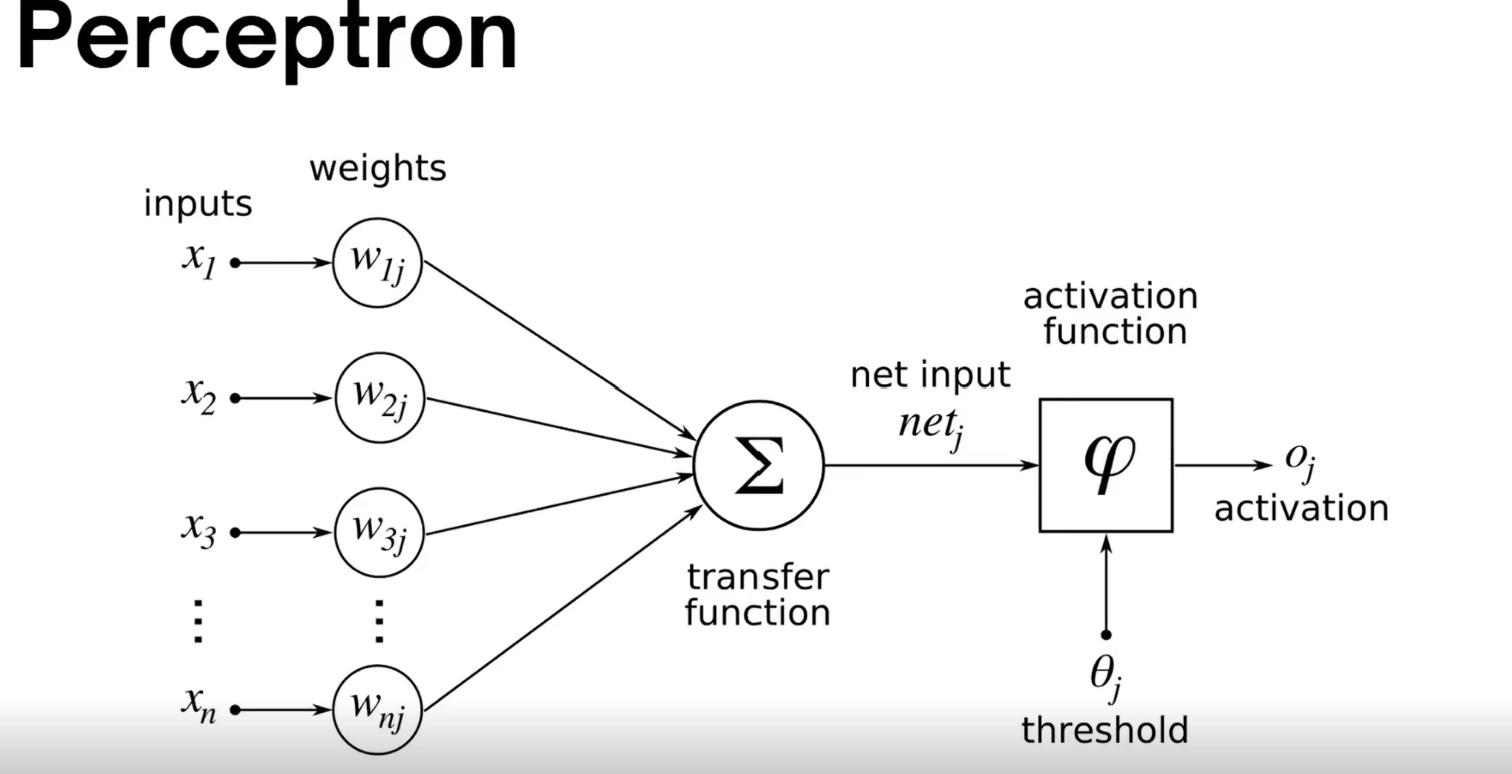 Perceptron
weights
inputs
x1
w1j
activation
function
x2
w2j
net input
netj
Σ
φ
oj
activation
x3
w3j
transfer
function
⋮ ⋮
θj
threshold
xn
wnj